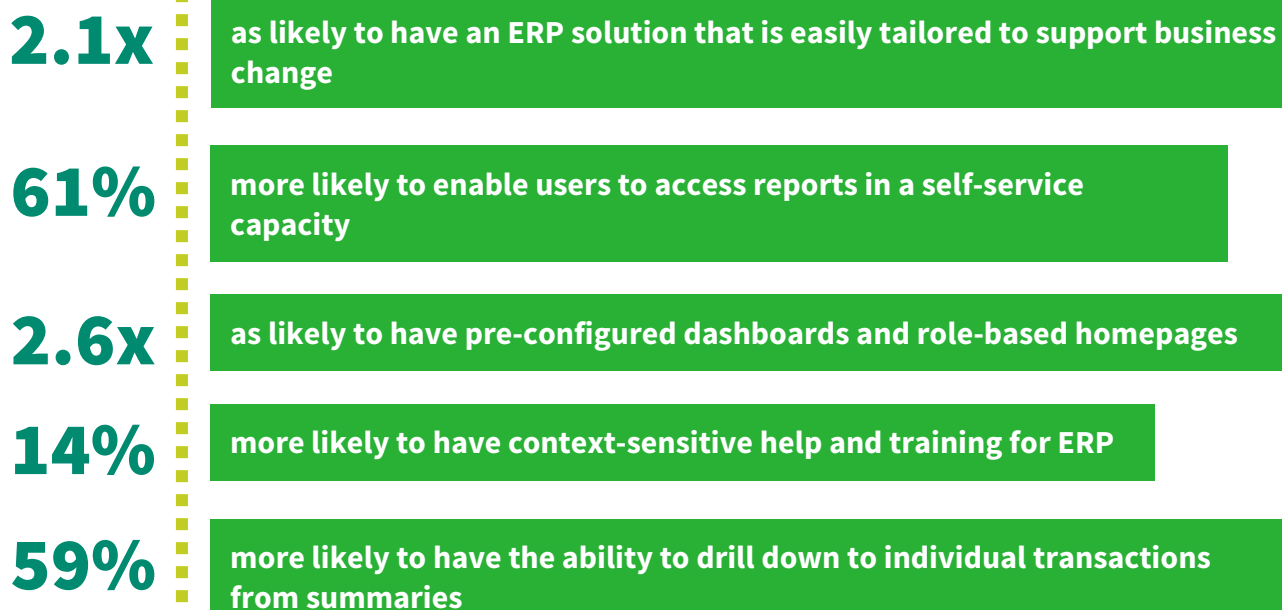 2.1x
as likely to have an ERP solution that is easily tailored to support business
change
61%
more likely to enable users to access reports in a self-service
capacity
2.6x
as likely to have pre-configured dashboards and role-based homepages
14%
more likely to have context-sensitive help and training for ERP
59%
more likely to have the ability to drill down to individual transactions
from summaries